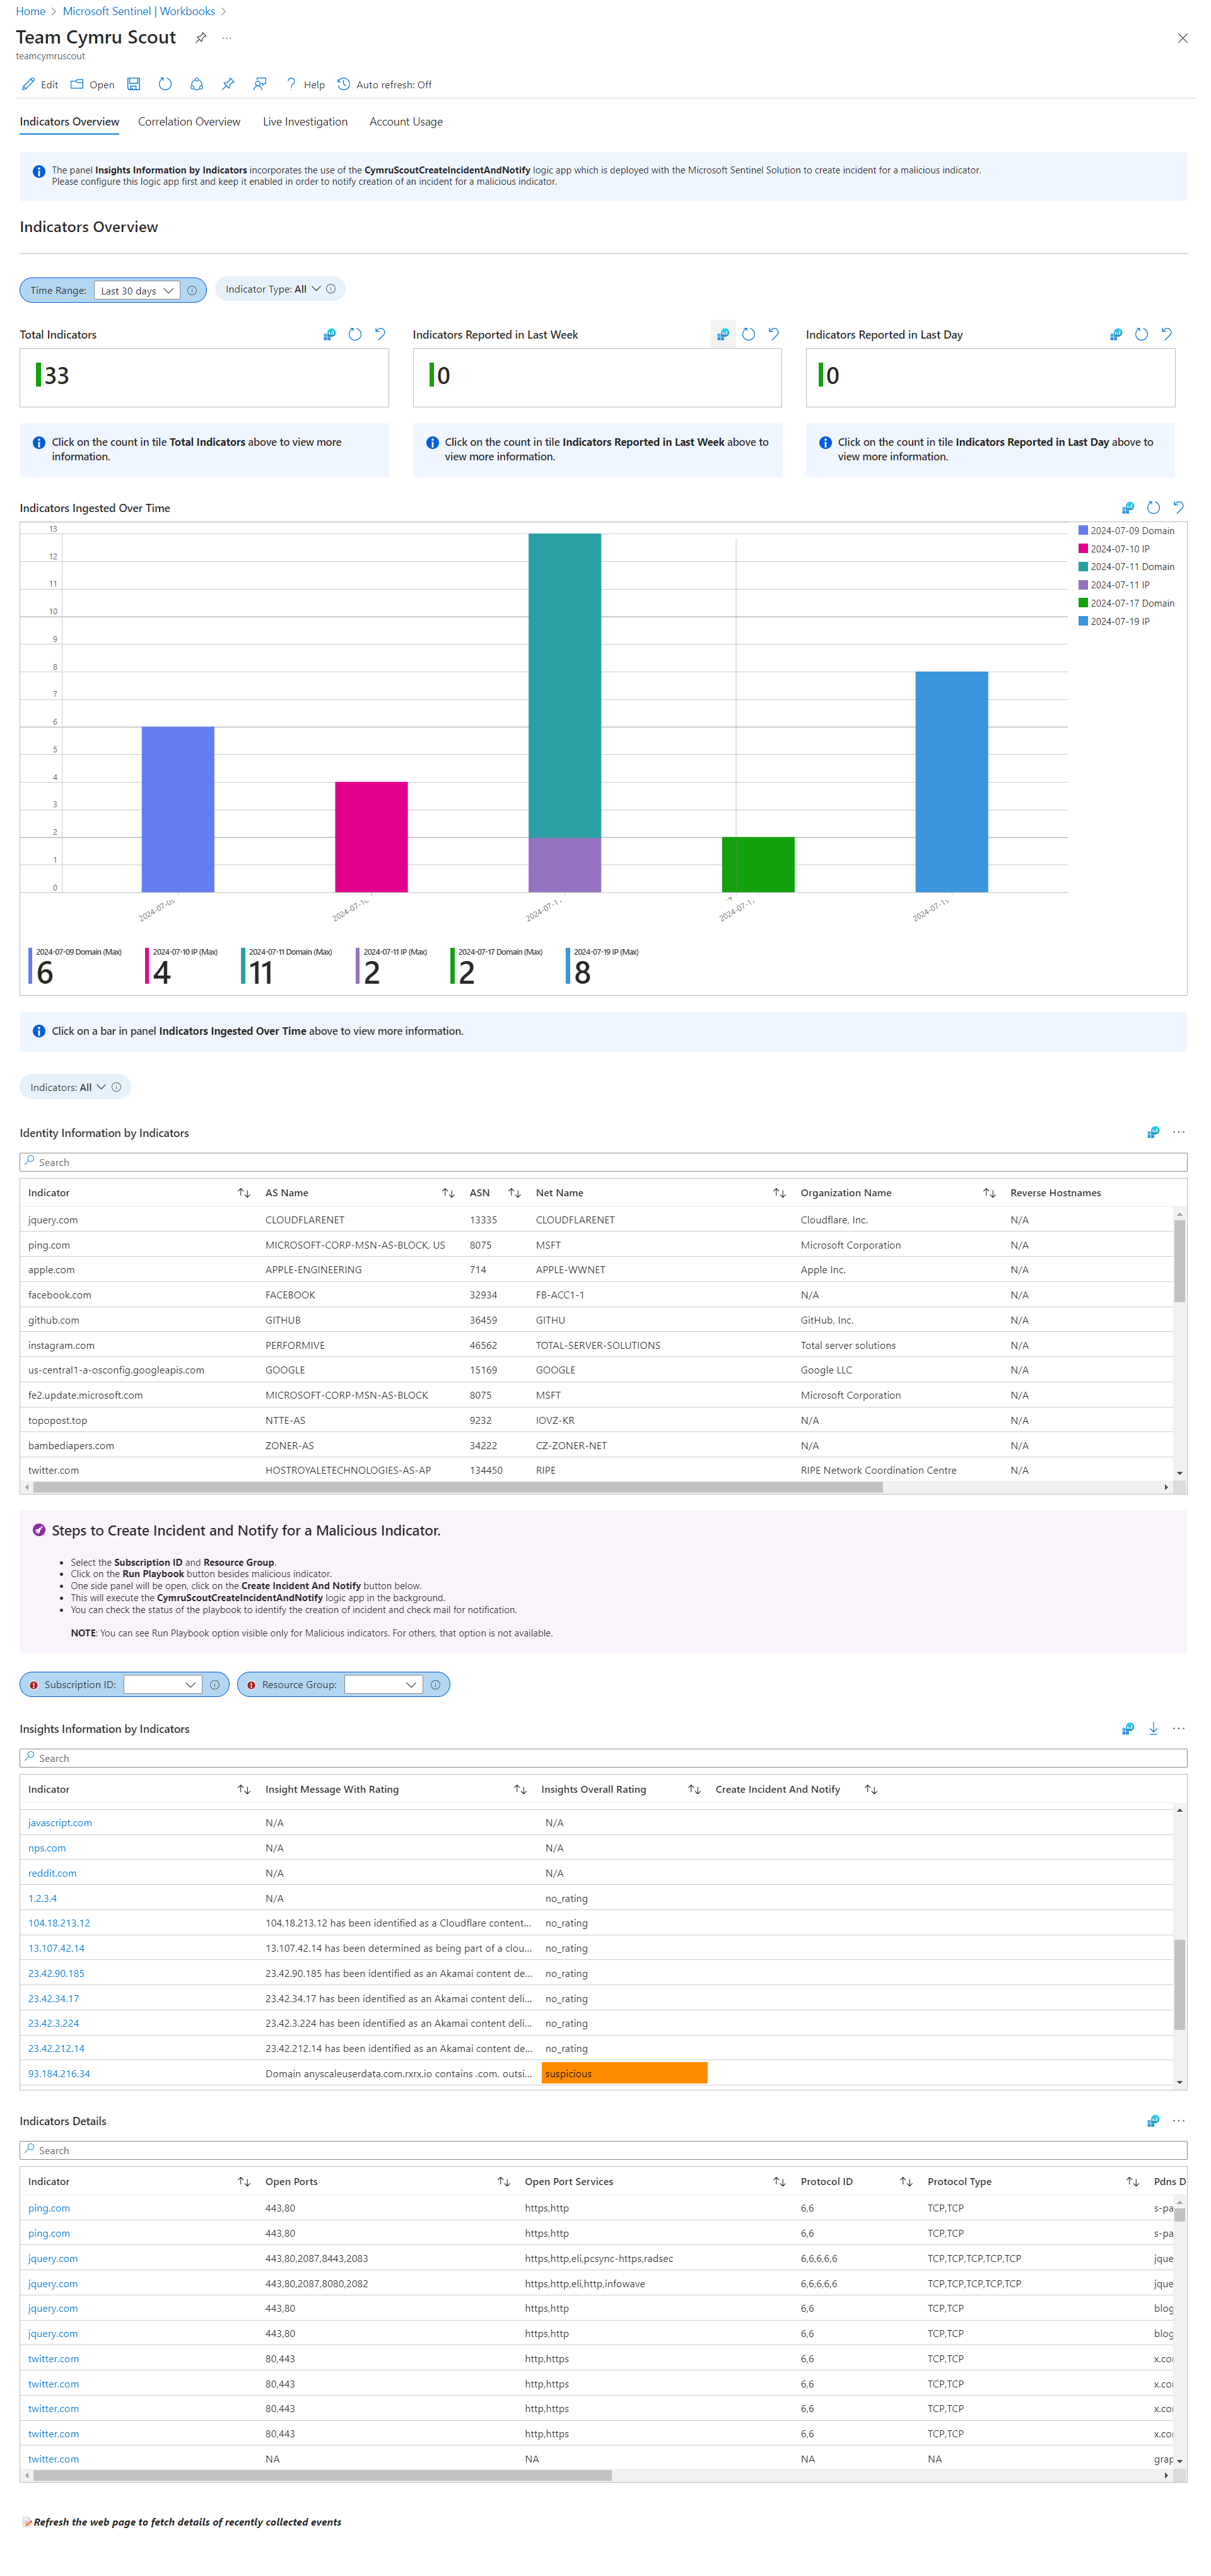 Home > Microsoft Sentinel | Workbooks >
Team Cymru Scout
teamcymruscout
Edit Open Help Auto refresh: Off
Indicators Overview Correlation Overview Live Investigation Account Usage
The panel Insights Information by Indicators incorporates the use of the CymruScoutCreateIncidentAndNotify logic app which is deployed with the Microsoft Sentinel Solution to create incident for a malicious indicator.
Please configure this logic app first and keep it enabled in order to notify creation of an incident for a malicious indicator.
Indicators Overview
Time Range: Last 30 days Indicator Type: All
Total Indicators
33
Click on the count in tile Total Indicators above to view more
information.
Indicators Reported in Last Week
0
Click on the count in tile Indicators Reported in Last Week above to
view more information.
Indicators Reported in Last Day
0
Click on the count in tile Indicators Reported in Last Day above to
view more information.
Indicators Ingested Over Time
13
12
11
10
9
8
7
6
5
4
3
2
1
0
2024-07-09 Domain
2024-07-10 IP
2024-07-11 Domain
2024-07-11 IP
2024-07-17 Domain
2024-07-19 IP
2024-07-09 Domain (Max) 2024-07-10 IP (Max) 2024-07-11 Domain (Max) 2024-07-11 IP (Max) 2024-07-17 Domain (Max) 2024-07-19 IP (Max)
6 4 11 2 2 8
Click on a bar in panel Indicators Ingested Over Time above to view more information.
Indicators: All
Identity Information by Indicators
Search
Indicator AS Name ASN Net Name Organization Name Reverse Hostnames
jquery.com CLOUDFLARENET 13335 CLOUDFLARENET Cloudflare, Inc. N/A
ping.com MICROSOFT-CORP-MSN-AS-BLOCK, US 8075 MSFT Microsoft Corporation N/A
apple.com APPLE-ENGINEERING 714 APPLE-WWNET Apple Inc. N/A
facebook.com FACEBOOK 32934 FB-ACC1-1 N/A N/A
github.com GITHUB 36459 GITHU GitHub, Inc. N/A
instagram.com PERFORMIVE 46562 TOTAL-SERVER-SOLUTIONS Total server solutions N/A
us-central1-a-osconfig.googleapis.com GOOGLE 15169 GOOGLE Google LLC N/A
fe2.update.microsoft.com MICROSOFT-CORP-MSN-AS-BLOCK 8075 MSFT Microsoft Corporation N/A
topopost.top NTTE-AS 9232 IOVZ-KR N/A N/A
bambediapers.com ZONER-AS 34222 CZ-ZONER-NET N/A N/A
twitter.com HOSTROYALETECHNOLOGIES-AS-AP 134450 RIPE RIPE Network Coordination Centre N/A
Steps to Create Incident and Notify for a Malicious Indicator.
• Select the Subscription ID and Resource Group.
• Click on the Run Playbook button besides malicious indicator.
• One side panel will be open, click on the Create Incident And Notify button below.
• This will execute the CymruScoutCreateIncidentAndNotify logic app in the background.
• You can check the status of the playbook to identify the creation of incident and check mail for notification.
NOTE: You can see Run Playbook option visible only for Malicious indicators. For others, that option is not available.
Subscription ID: Resource Group:
Insights Information by Indicators
Search
Indicator Insight Message With Rating Insights Overall Rating Create Incident And Notify
javascript.com N/A N/A
nps.com N/A N/A
reddit.com N/A N/A
1.2.3.4 N/A no_rating
104.18.213.12 104.18.213.12 has been identified as a Cloudflare content... no_rating
13.107.42.14 13.107.42.14 has been determined as being part of a clou... no_rating
23.42.90.185 23.42.90.185 has been identified as an Akamai content de... no_rating
23.42.34.17 23.42.34.17 has been identified as an Akamai content deli... no_rating
23.42.3.224 23.42.3.224 has been identified as an Akamai content deli... no_rating
23.42.212.14 23.42.212.14 has been identified as an Akamai content de... no_rating
93.184.216.34 Domain anyscaleuserdata.com.rxrx.io contains .com. outsi... suspicious
Indicators Details
Search
Indicator Open Ports Open Port Services Protocol ID Protocol Type Pdns D
ping.com 443,80 https,http 6,6 TCP,TCP s-pa
ping.com 443,80 https,http 6,6 TCP,TCP s-pa
jquery.com 443,80,2087,8443,2083 https,http,eli,pcsync-https,radsec 6,6,6,6,6 TCP,TCP,TCP,TCP,TCP jque
jquery.com 443,80,2087,8080,2082 https,http,eli,http,infowave 6,6,6,6,6 TCP,TCP,TCP,TCP,TCP jque
jquery.com 443,80 https,http 6,6 TCP,TCP blog
jquery.com 443,80 https,http 6,6 TCP,TCP blog
twitter.com 80,443 http,https 6,6 TCP,TCP x.co
twitter.com 80,443 http,https 6,6 TCP,TCP x.co
twitter.com 80,443 http,https 6,6 TCP,TCP x.co
twitter.com 80,443 http,https 6,6 TCP,TCP x.co
twitter.com NA NA NA NA grap
Refresh the web page to fetch details of recently collected events